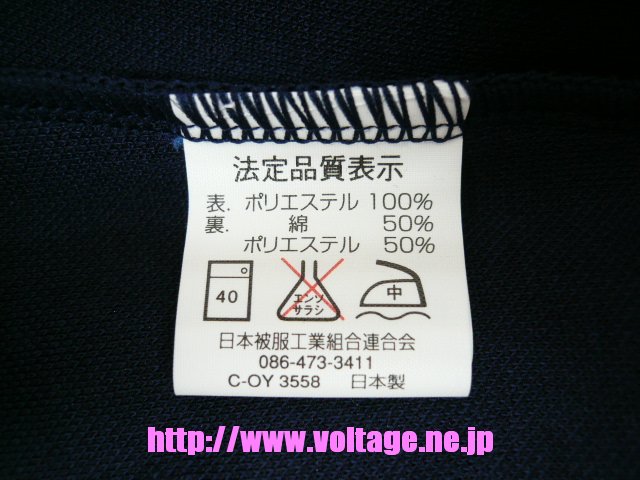 法定品質表示
表. ポリエステル 100%
裏. 綿 50%
ポリエステル 50%
40
エンソ
サラシ
中
日本被服工業組合連合会
086-473-3411
C-OY 3558 日本製
http://www.voltage.ne.jp